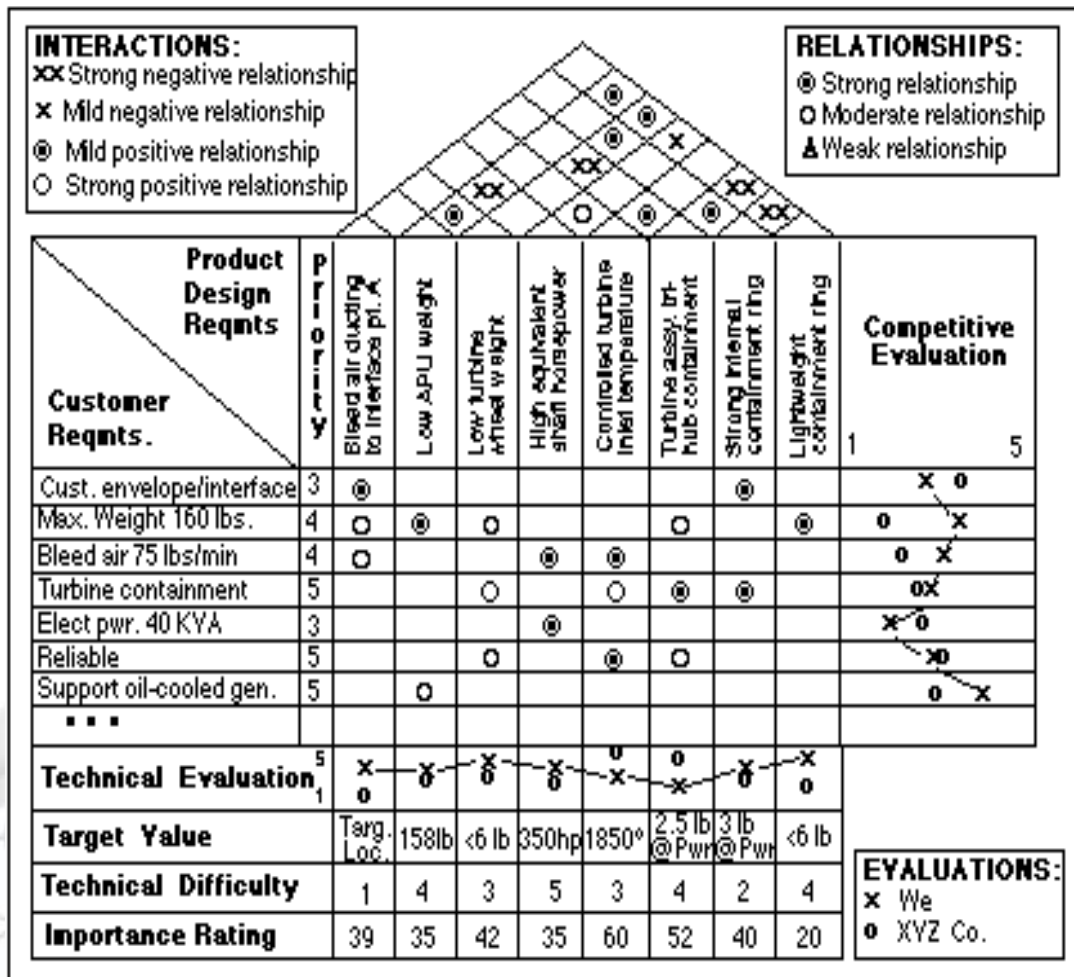 INTERACTIONS:
XX Strong negative relationship
X Mild negative relationship
Mild positive relationship
Strong positive relationship
RELATIONSHIPS:
Strong relationship
Moderate relationship
Weak relationship
Product
Design
Reqmts
Customer
Reqmts.
Priority
Bleed air ducting
to interface pt. A
Low APU weight
Low turbine
wheel weight
High equivalent
shaft horsepower
Controlled turbine
inlet temperature
Turbine assy. tri-
hub containment
Strong internal
containment ring
Lightweight
containment ring
Competitive
Evaluation
1 5
Cust. envelope/interface 3
Max. Weight 160 lbs. 4
Bleed air 75 lbs/min 4
Turbine containment 5
Elect pwr. 40 KYA 3
Reliable 5
Support oil-cooled gen. 5
Technical Evaluation 5 1
Target Value Targ. Loc. 158lb <6 lb 350hp 1850° 2.5 lb @Pwr 3 lb @Pwr <6 lb
Technical Difficulty 1 4 3 5 3 4 2 4
Importance Rating 39 35 42 35 60 52 40 20
EVALUATIONS:
X We
O XYZ Co.